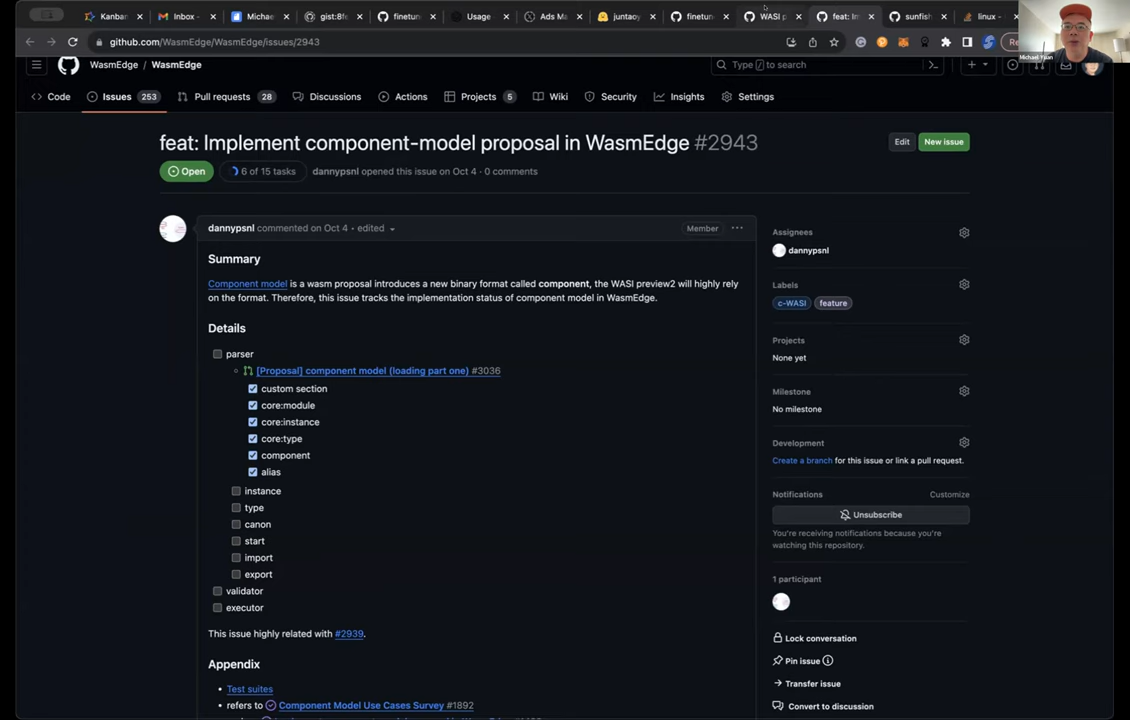 Kanban
Inbox -
Michae
gist:8fe
finetun
Usage
Ads Ma
juntaoy
finetun
WASI p
feat: Im
sunfish
linux -
github.com/WasmEdge/WasmEdge/issues/2943
Michael Yuan
WasmEdge / WasmEdge
Type / to search
Code
Issues 253
Pull requests 28
Discussions
Actions
Projects 5
Wiki
Security
Insights
Settings
feat: Implement component-model proposal in WasmEdge #2943
Edit
New issue
Open
6 of 15 tasks
dannypsnl opened this issue on Oct 4 · 0 comments
dannypsnl commented on Oct 4 • edited
Member
Summary
Component model is a wasm proposal introduces a new binary format called component, the WASI preview2 will highly rely
on the format. Therefore, this issue tracks the implementation status of component model in WasmEdge.
Details
parser
[Proposal] component model (loading part one) #3036
custom section
core:module
core:instance
core:type
component
alias
instance
type
canon
start
import
export
validator
executor
This issue highly related with #2939.
Appendix
Test suites
refers to Component Model Use Cases Survey #1892
Assignees
dannypsnl
Labels
c-WASI
feature
Projects
None yet
Milestone
No milestone
Development
Create a branch for this issue or link a pull request.
Notifications
Customize
Unsubscribe
You're receiving notifications because you're
watching this repository.
1 participant
Lock conversation
Pin issue
Transfer issue
Convert to discussion